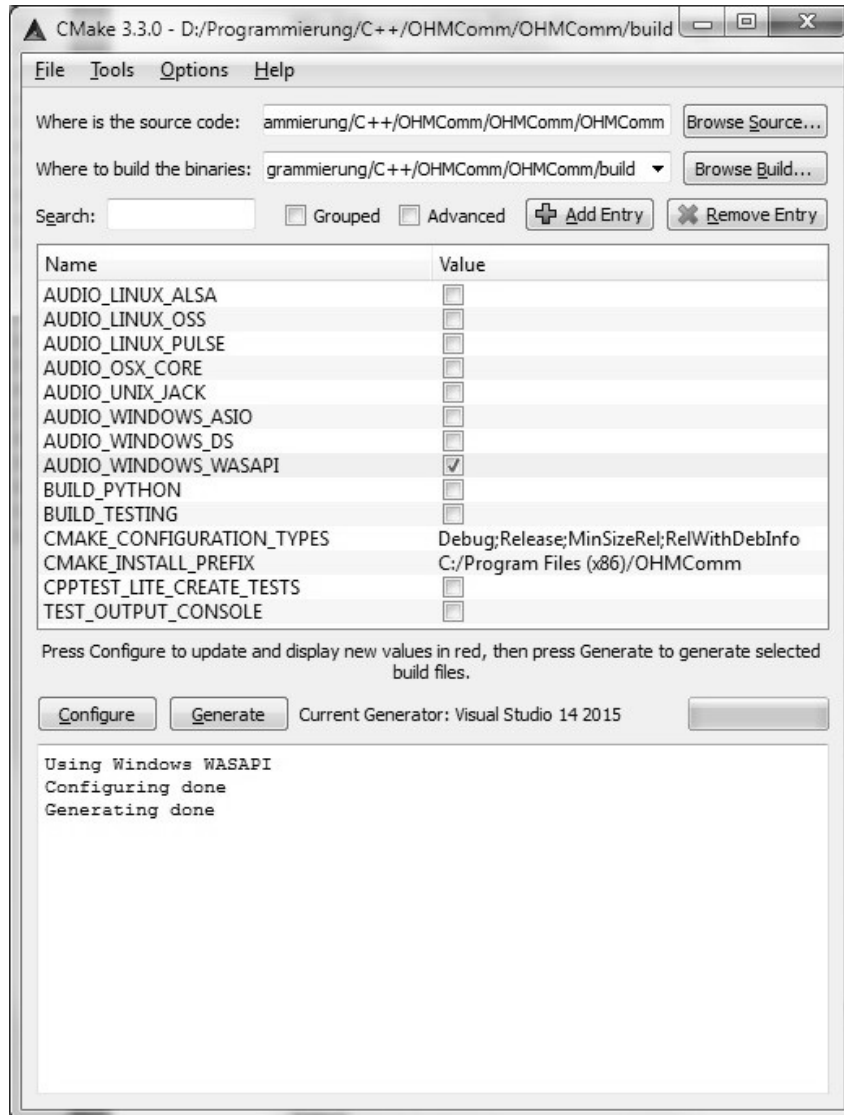 CMake 3.3.0 - D:/Programmierung/C++/OHMComm/OHMComm/build
File Tools Options Help
Where is the source code: ammierung/C++/OHMComm/OHMComm/OHMComm Browse Source...
Where to build the binaries: grammierung/C++/OHMComm/OHMComm/build Browse Build...
Search: Grouped Advanced Add Entry Remove Entry
Name Value
AUDIO_LINUX_ALSA
AUDIO_LINUX_OSS
AUDIO_LINUX_PULSE
AUDIO_OSX_CORE
AUDIO_UNIX_JACK
AUDIO_WINDOWS_ASIO
AUDIO_WINDOWS_DS
AUDIO_WINDOWS_WASAPI
BUILD_PYTHON
BUILD_TESTING
CMAKE_CONFIGURATION_TYPES Debug;Release;MinSizeRel;RelWithDebInfo
CMAKE_INSTALL_PREFIX C:/Program Files (x86)/OHMComm
CPPTEST_LITE_CREATE_TESTS
TEST_OUTPUT_CONSOLE
Press Configure to update and display new values in red, then press Generate to generate selected
build files.
Configure Generate Current Generator: Visual Studio 14 2015
Using Windows WASAPI
Configuring done
Generating done